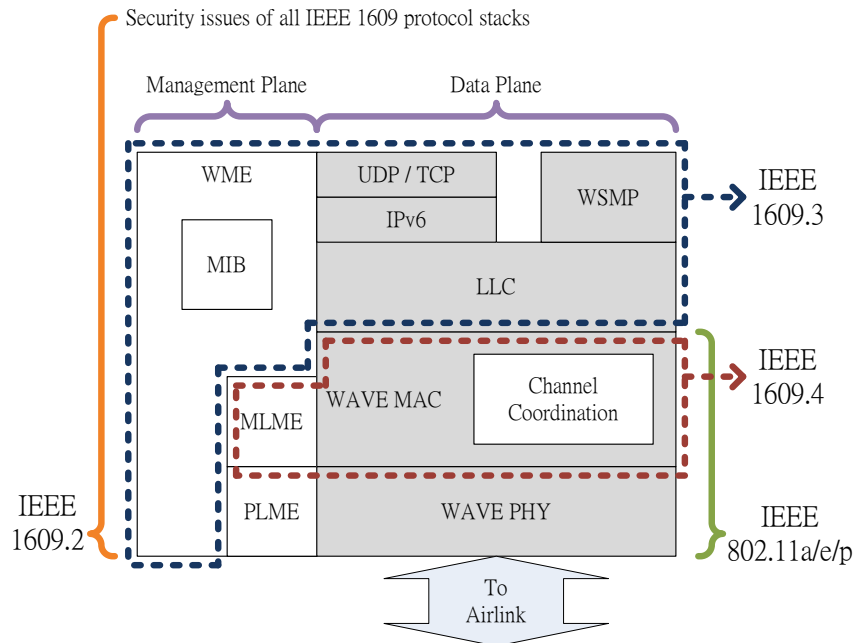 Security issues of all IEEE 1609 protocol stacks
Management Plane
Data Plane
WME
UDP / TCP
WSMP
IEEE
1609.3
IPv6
MIB
LLC
IEEE
1609.4
Channel
Coordination
WAVE MAC
MLME
IEEE
1609.2
PLME
WAVE PHY
IEEE
802.11a/e/p
To
Airlink